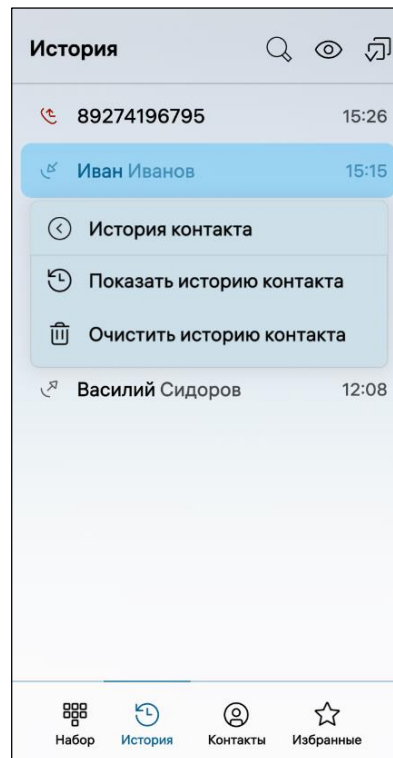 История
89274196795 15:26
Иван Иванов 15:15
История контакта
Показать историю контакта
Очистить историю контакта
Василий Сидоров 12:08
Набор История Контакты Избранные